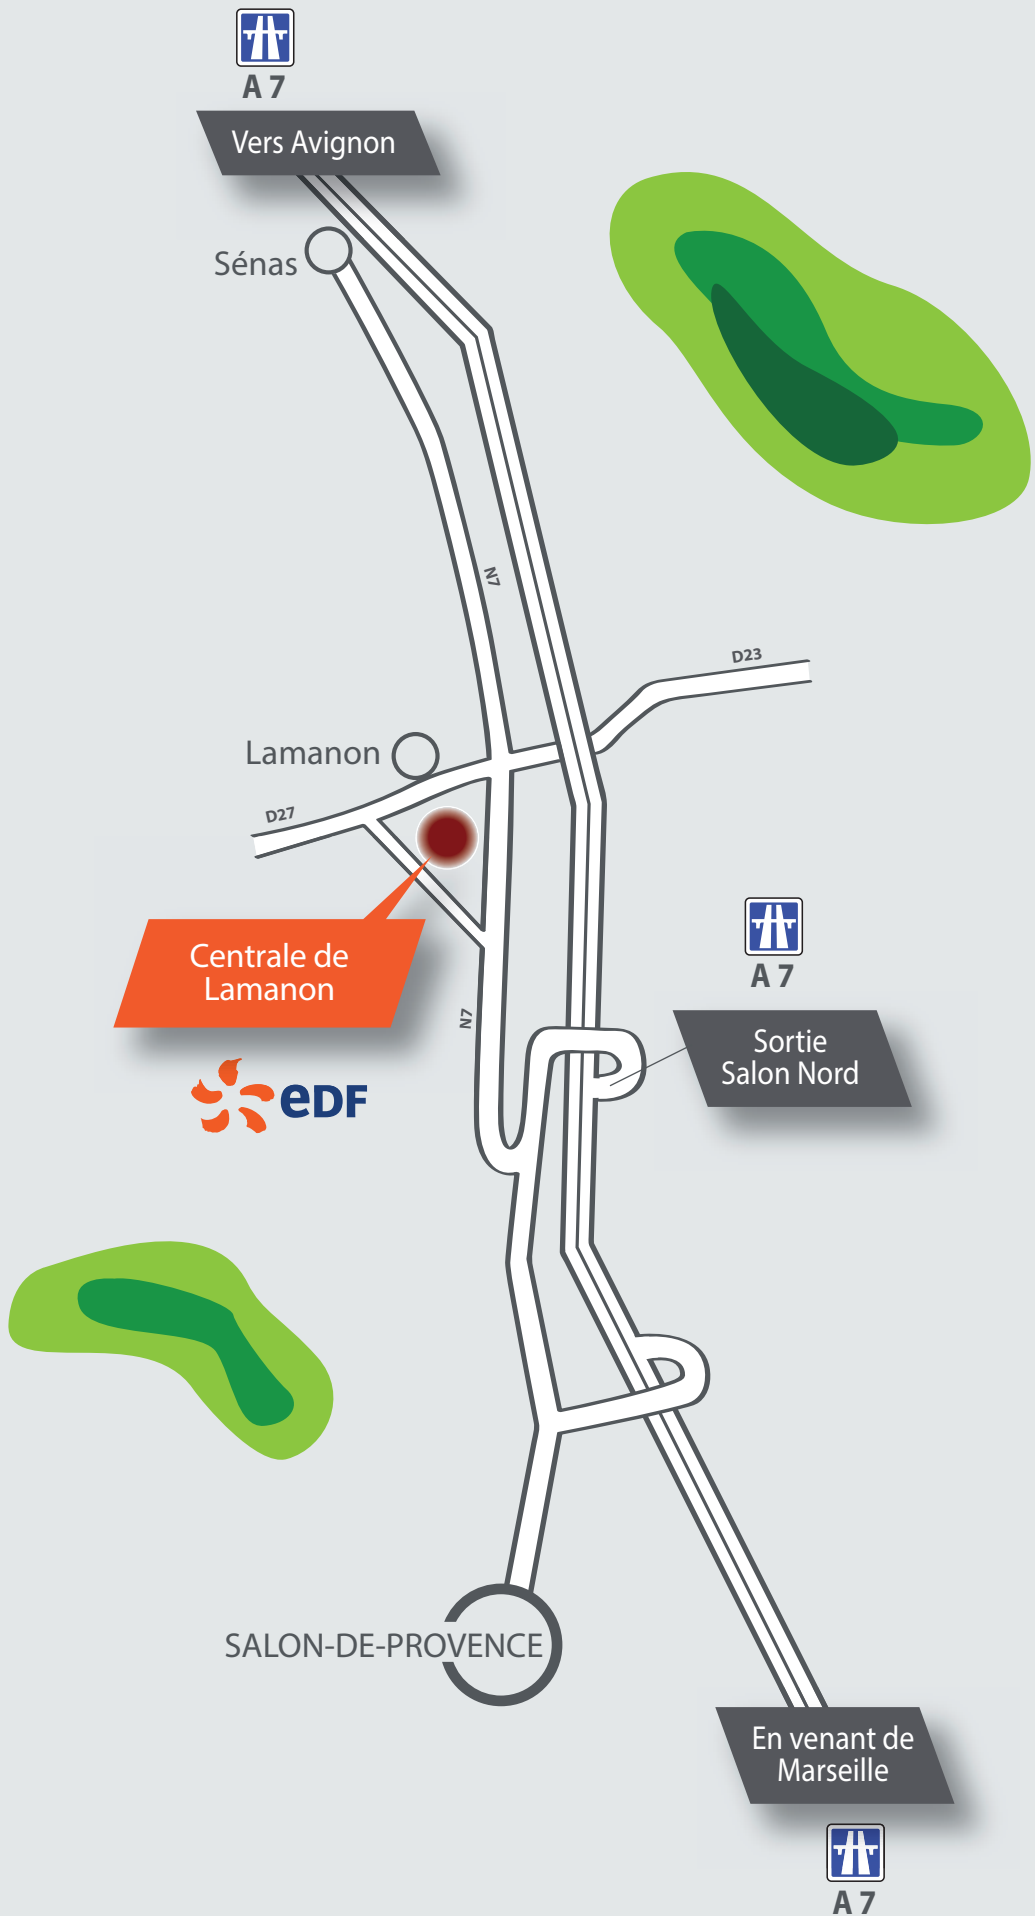 A 7
Vers Avignon
Sénas
N7
D23
Lamanon
D27
Centrale de
Lamanon
A 7
N7
Sortie
Salon Nord
eDF
SALON-DE-PROVENCE
En venant de
Marseille
A 7